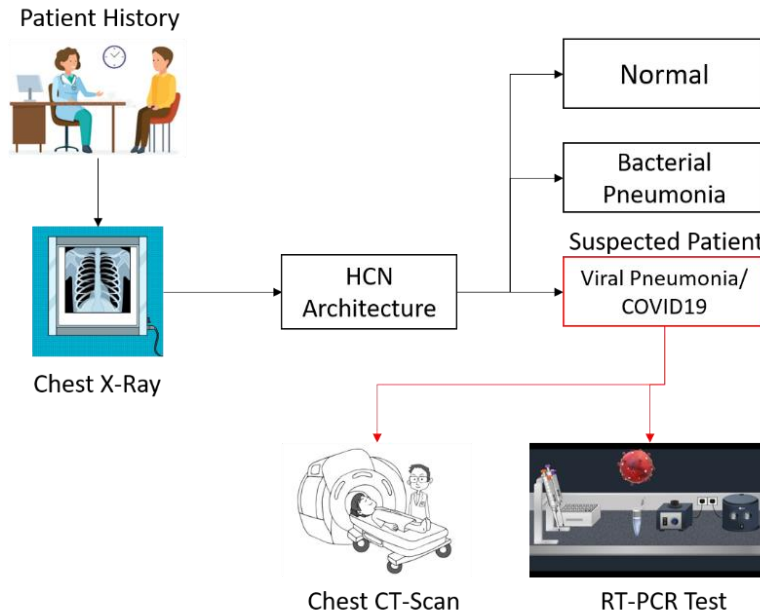 Patient History
Normal
Bacterial
Pneumonia
Suspected Patient
HCN
Architecture
Viral Pneumonia/
COVID19
Chest X-Ray
Chest CT-Scan
RT-PCR Test